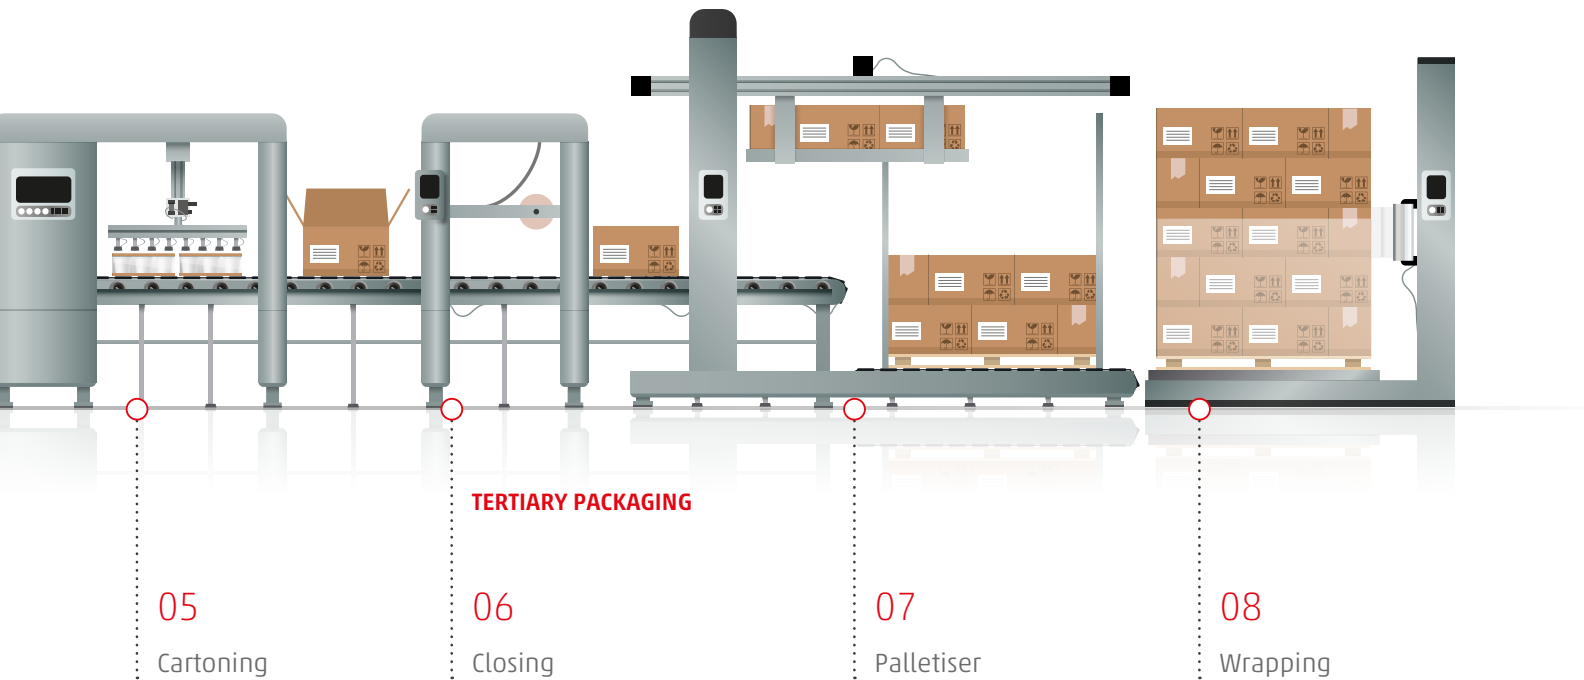 TERTIARY PACKAGING
05
Cartoning
06
Closing
07
Palletiser
08
Wrapping